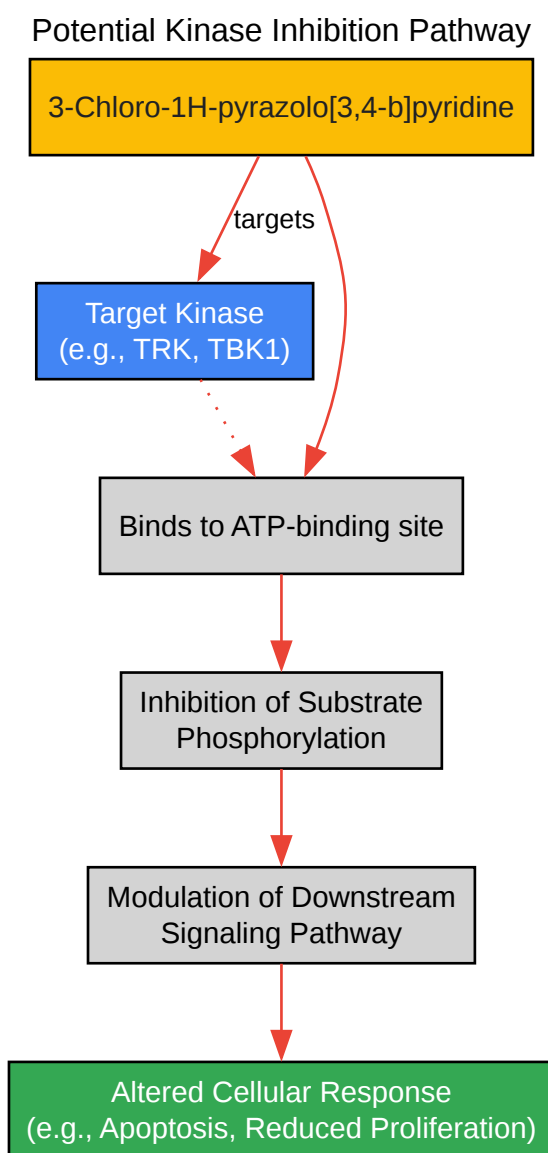 Potential Kinase Inhibition Pathway
3-Chloro-1H-pyrazolo[3,4-b]pyridine
targets
Target Kinase
(e.g., TRK, TBK1)
Binds to ATP-binding site
Inhibition of Substrate
Phosphorylation
Modulation of Downstream
Signaling Pathway
Altered Cellular Response
(e.g., Apoptosis, Reduced Proliferation)